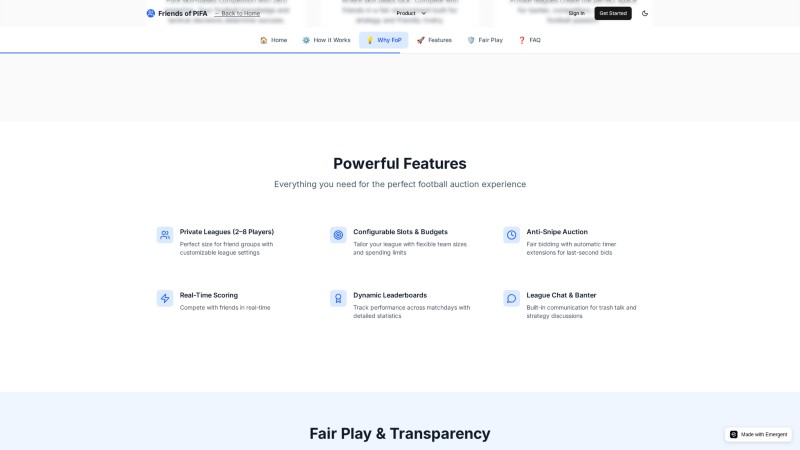 Friends of PIFA
← Back to Home
Product
Sign In
Get Started
🏠 Home
⚙️ How It Works
💡 Why FoP
🚀 Features
🛡️ Fair Play
❓ FAQ
Powerful Features
Everything you need for the perfect football auction experience
Private Leagues (2–8 Players)
Perfect size for friend groups with
customizable league settings
Configurable Slots & Budgets
Tailor your league with flexible team sizes
and spending limits
Anti-Snipe Auction
Fair bidding with automatic timer
extensions for last-second bids
Real-Time Scoring
Compete with friends in real-time
Dynamic Leaderboards
Track performance across matchdays with
detailed statistics
League Chat & Banter
Built-in communication for trash talk and
strategy discussions
Fair Play & Transparency
Made with Emergent